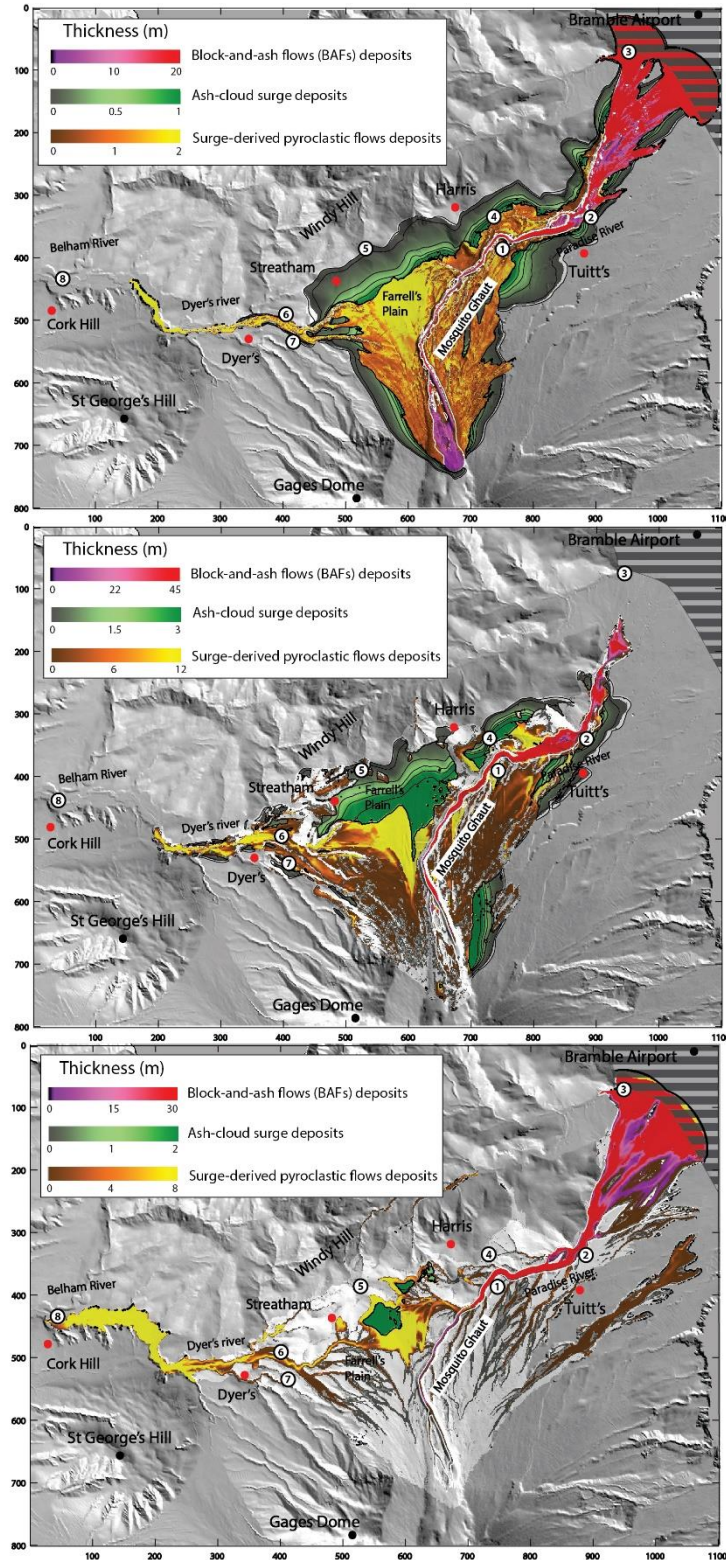 Thickness (m)
0 10 20 Block-and-ash flows (BAFs) deposits
0 0.5 1 Ash-cloud surge deposits
0 1 2 Surge-derived pyroclastic flows deposits
Bramble Airport
3
Harris
4
2
Windy Hill
5
1
Paradise River
Tuitt's
Belham River
Streatham
8
Cork Hill
Dyer's river
6
Farrell's
Plain
Mosquito Ghaut
7
Dyer's
St George's Hill
Gages Dome
0
100
200
300
400
500
600
700
800
100 200 300 400 500 600 700 800 900 1000 1100
Thickness (m)
0 22 45 Block-and-ash flows (BAFs) deposits
0 1.5 3 Ash-cloud surge deposits
0 6 12 Surge-derived pyroclastic flows deposits
Bramble Airport
3
Harris
4
2
Windy Hill
5
1
Paradise River
Tuitt's
Belham River
Streatham
Farrell's
Plain
8
Cork Hill
Dyer's river
6
Mosquito Ghaut
7
Dyer's
St George's Hill
Gages Dome
0
100
200
300
400
500
600
700
800
100 200 300 400 500 600 700 800 900 1000 1100
Thickness (m)
0 15 30 Block-and-ash flows (BAFs) deposits
0 1 2 Ash-cloud surge deposits
0 4 8 Surge-derived pyroclastic flows deposits
Bramble Airport
3
Harris
4
2
Windy Hill
5
1
Paradise River
Tuitt's
Belham River
Streatham
8
Cork Hill
Dyer's river
6
Farrell's
Plain
Mosquito Ghaut
7
Dyer's
St George's Hill
Gages Dome
0
100
200
300
400
500
600
700
800
100 200 300 400 500 600 700 800 900 1000